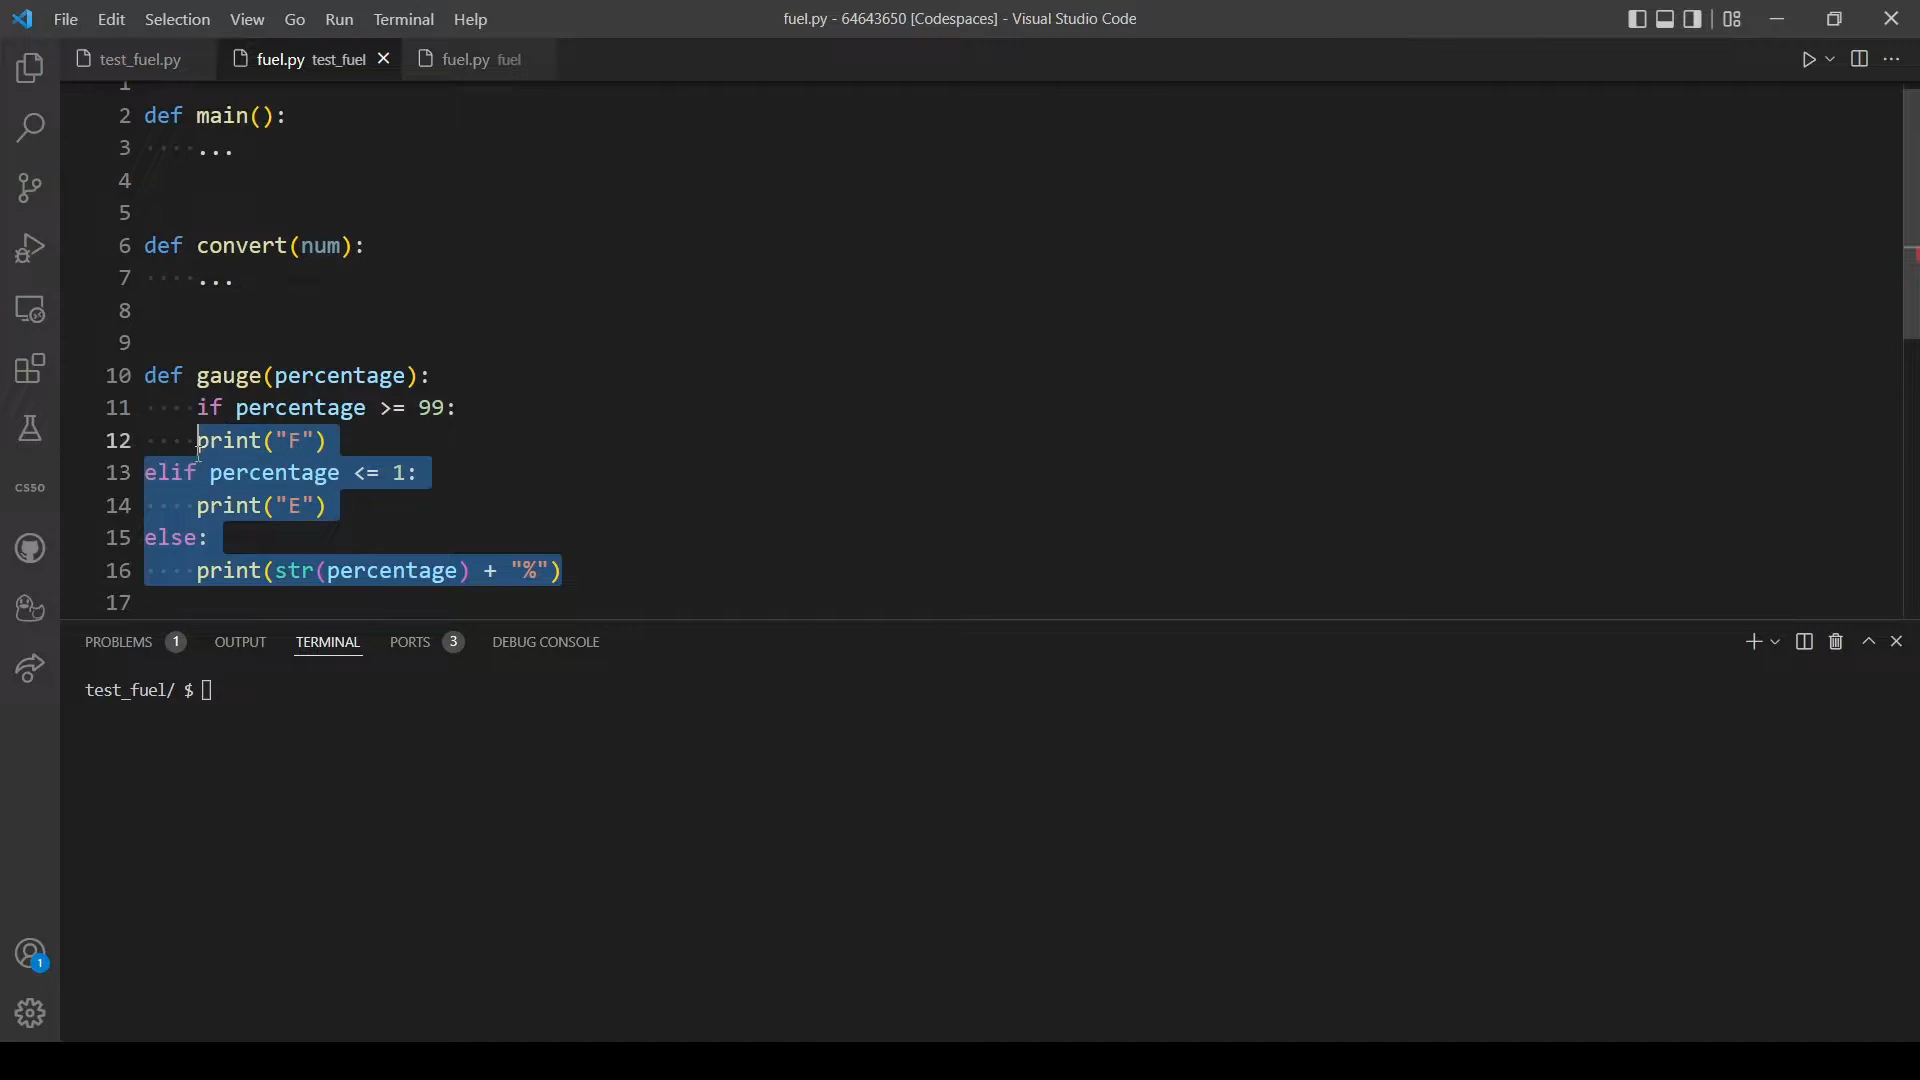 File Edit Selection View Go Run Terminal Help
fuel.py - 64643650 [Codespaces] - Visual Studio Code
test_fuel.py
fuel.py test_fuel
fuel.py fuel
1
2 def main():
3 ····...
4
5
6 def convert(num):
7 ····...
8
9
10 def gauge(percentage):
11 ····if percentage >= 99:
12 ····print("F")
13 elif percentage <= 1:
14 ····print("E")
15 else:
16 ····print(str(percentage) + "%")
17
CS50
PROBLEMS 1 OUTPUT TERMINAL PORTS 3 DEBUG CONSOLE
test_fuel/ $
1